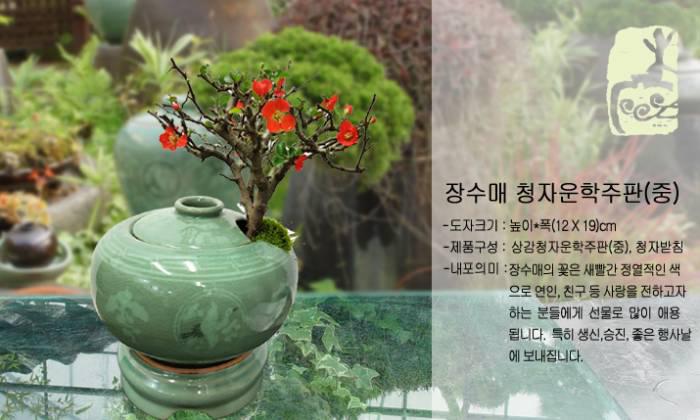 장수매 청자운학주판(중)
-도자크기 : 높이*폭(12 X 19)cm
-제품구성 : 상감청자운학주판(중), 청자받침
-내포의미 : 장수매의 꽃은 새빨간 정열적인 색
으로 연인, 친구 등 사랑을 전하고자
하는 분들에게 선물로 많이 애용
됩니다. 특히 생신,승진, 좋은 행사날
에 보내집니다.